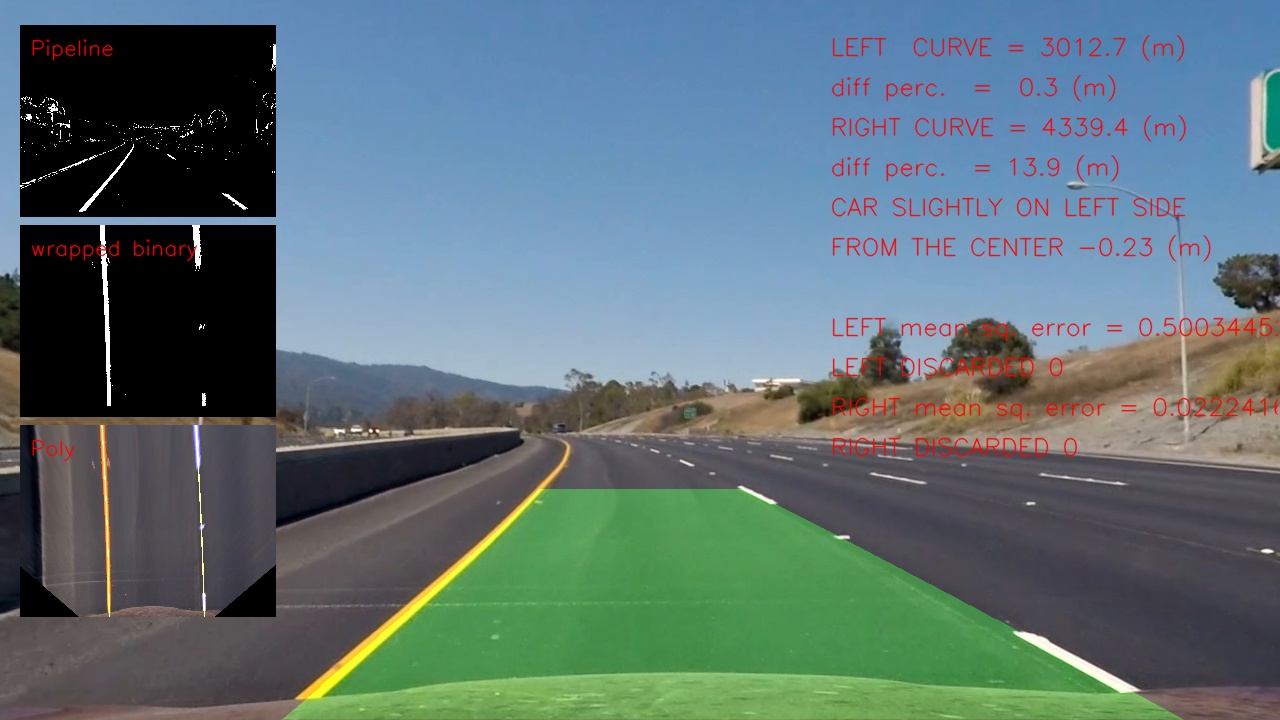 Pipeline
wrapped binary
Poly
LEFT CURVE = 3012.7 (m)
diff perc. = 0.3 (m)
RIGHT CURVE = 4339.4 (m)
diff perc. = 13.9 (m)
CAR SLIGHTLY ON LEFT SIDE
FROM THE CENTER -0.23 (m)
LEFT mean sq. error = 0.5003445
LEFT DISCARDED 0
RIGHT mean sq. error = 0.022241
RIGHT DISCARDED 0